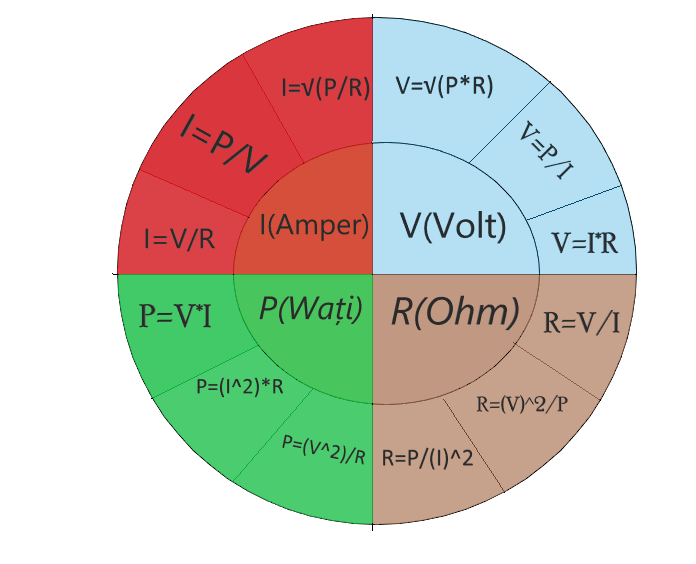 I=√(P/R)
V=√(P*R)
I=P/V
V=P/I
I=V/R
I(Amper)
V(Volt)
V=I*R
P=V*I
P(Wați)
R(Ohm)
R=V/I
P=(I^2)*R
R=(V)^2/P
P=(V^2)/R
R=P/(I)^2